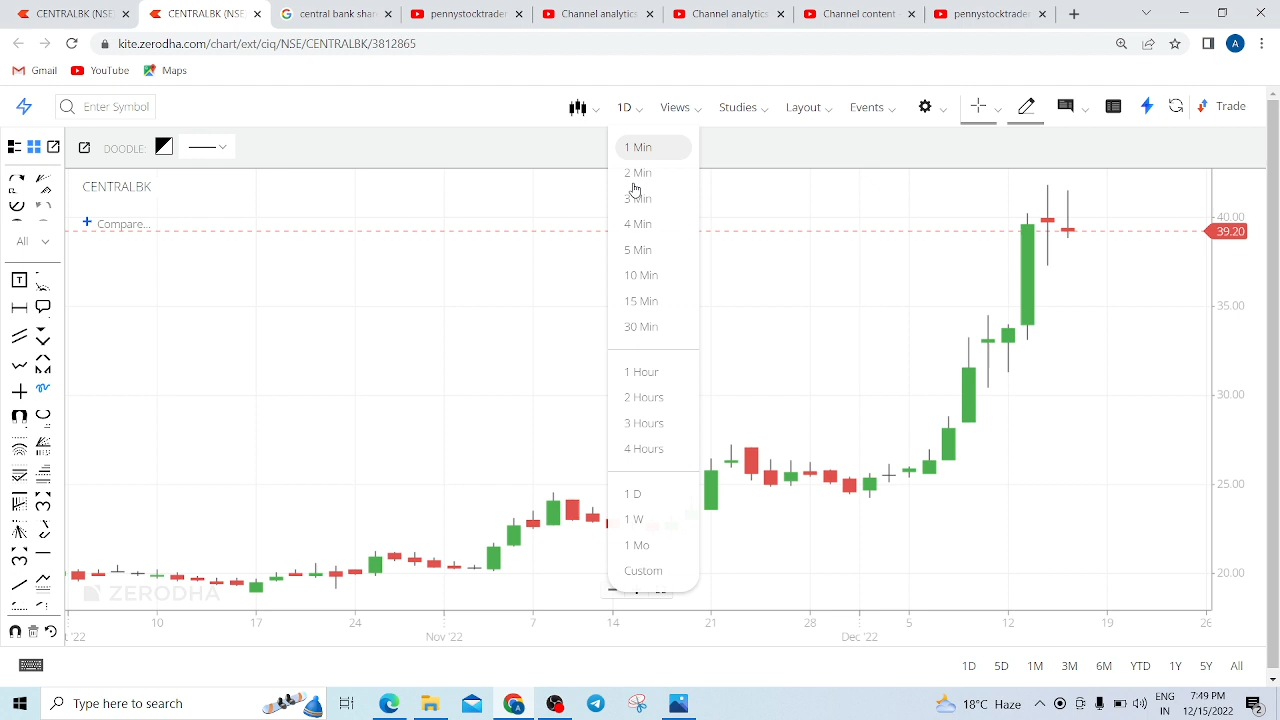 CENTRALBK (NSE
CENTRALBK (NSE
Central bank shar
pennystocktrader
Channel analytics
Channel analytics
Channel content -
pennystocktrader
kite.zerodha.com/chart/ext/ciq/NSE/CENTRALBK/3812865
A
Gmail YouTube Maps
Enter Symbol
1D Views Studies Layout Events Trade
DOODLE:
CENTRALBK
Compare...
All
T
1 Min
2 Min
3 Min
4 Min
5 Min
10 Min
15 Min
30 Min
1 Hour
2 Hours
3 Hours
4 Hours
1 D
1 W
1 Mo
Custom
40.00
39.20
35.00
30.00
25.00
20.00
ZERODHA
10 17 24 7 14 21 28 5 12 19 26
t '22 Nov '22 Dec '22
1D 5D 1M 3M 6M YTD 1Y 5Y All
Type here to search
18°C Haze
ENG
IN
7:49 PM
12/15/2022
2